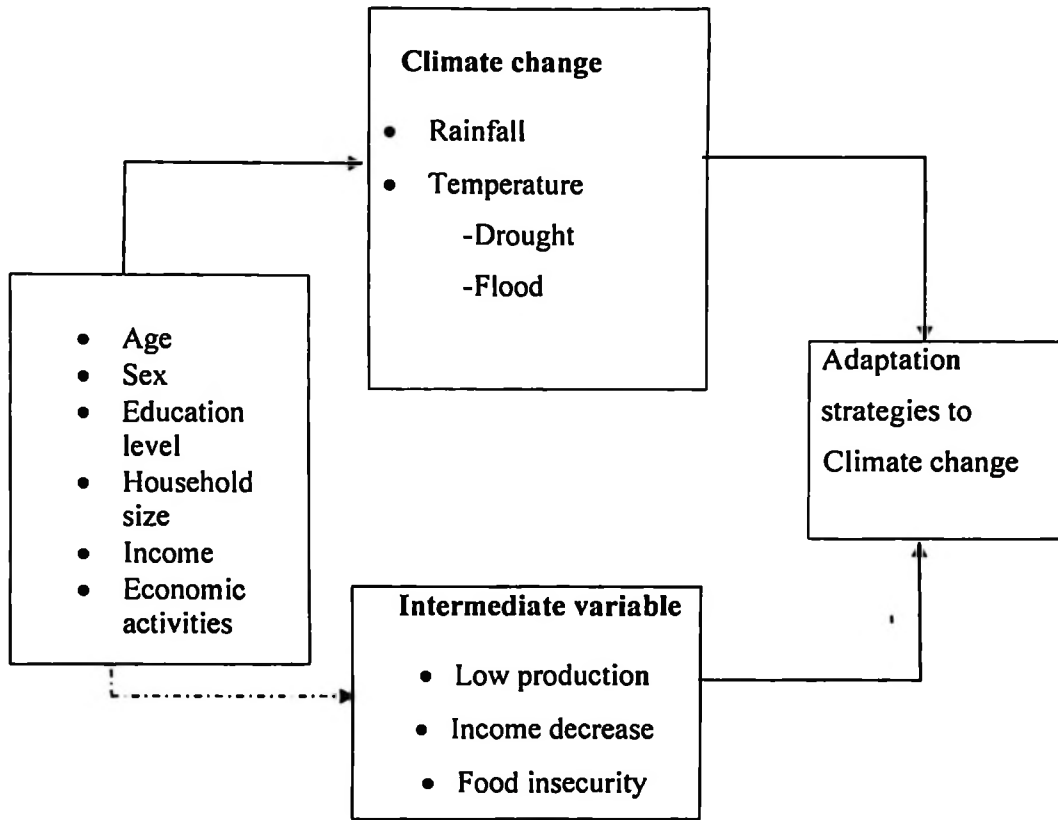 Climate change
• Rainfall
• Temperature
-Drought
-Flood
• Age
• Sex
• Education
level
• Household
size
• Income
• Economic
activities
Adaptation
strategies to
Climate change
Intermediate variable
• Low production
• Income decrease
• Food insecurity